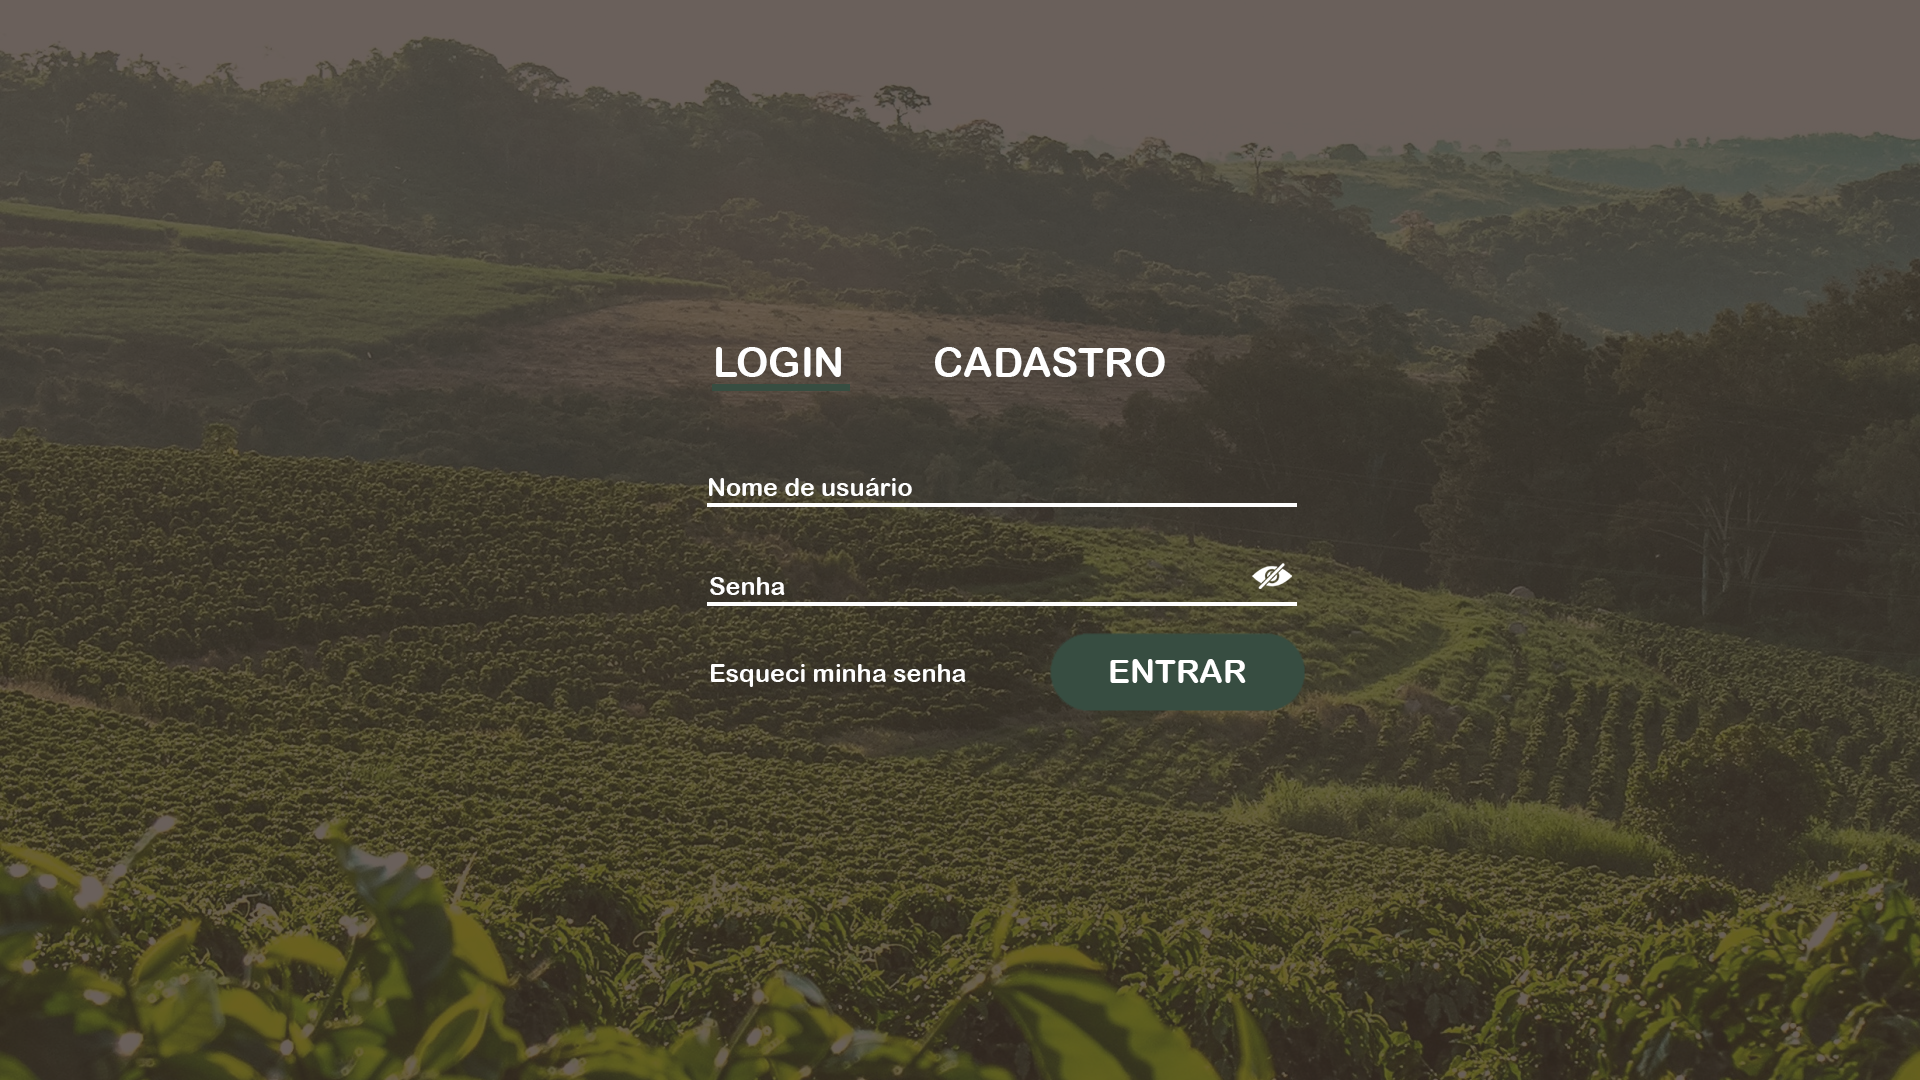 LOGIN CADASTRO
Nome de usuário
Senha
Esqueci minha senha ENTRAR